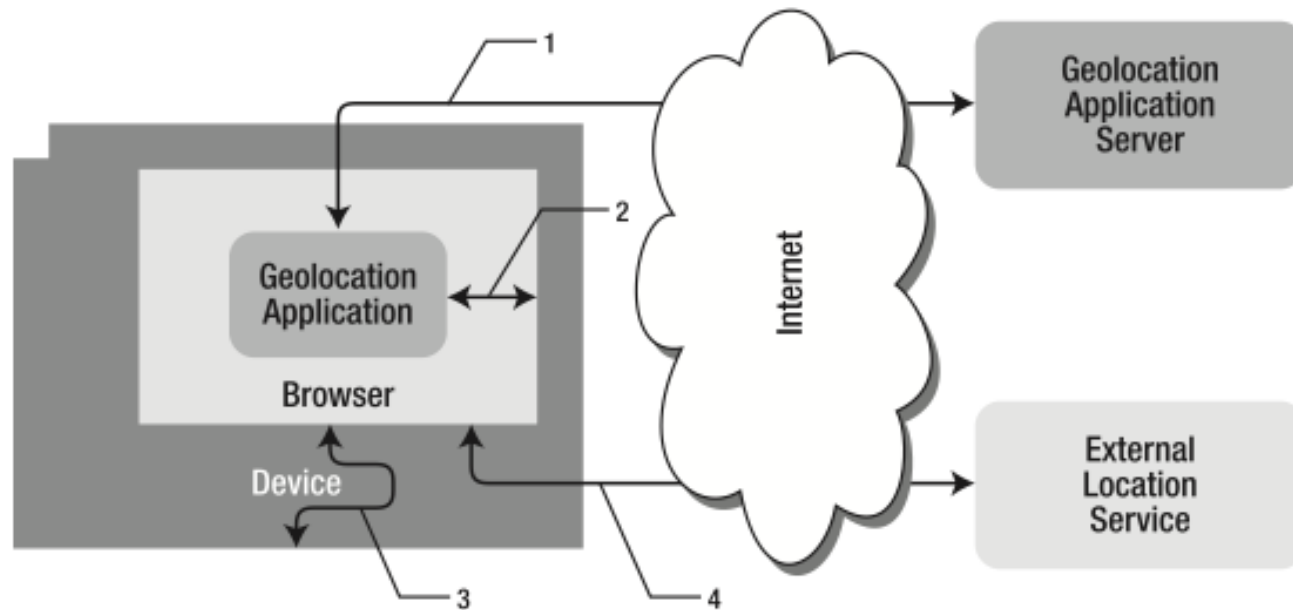 1
Geolocation
Application
Server
2
Geolocation
Application
Internet
Browser
Device
External
Location
Service
3
4